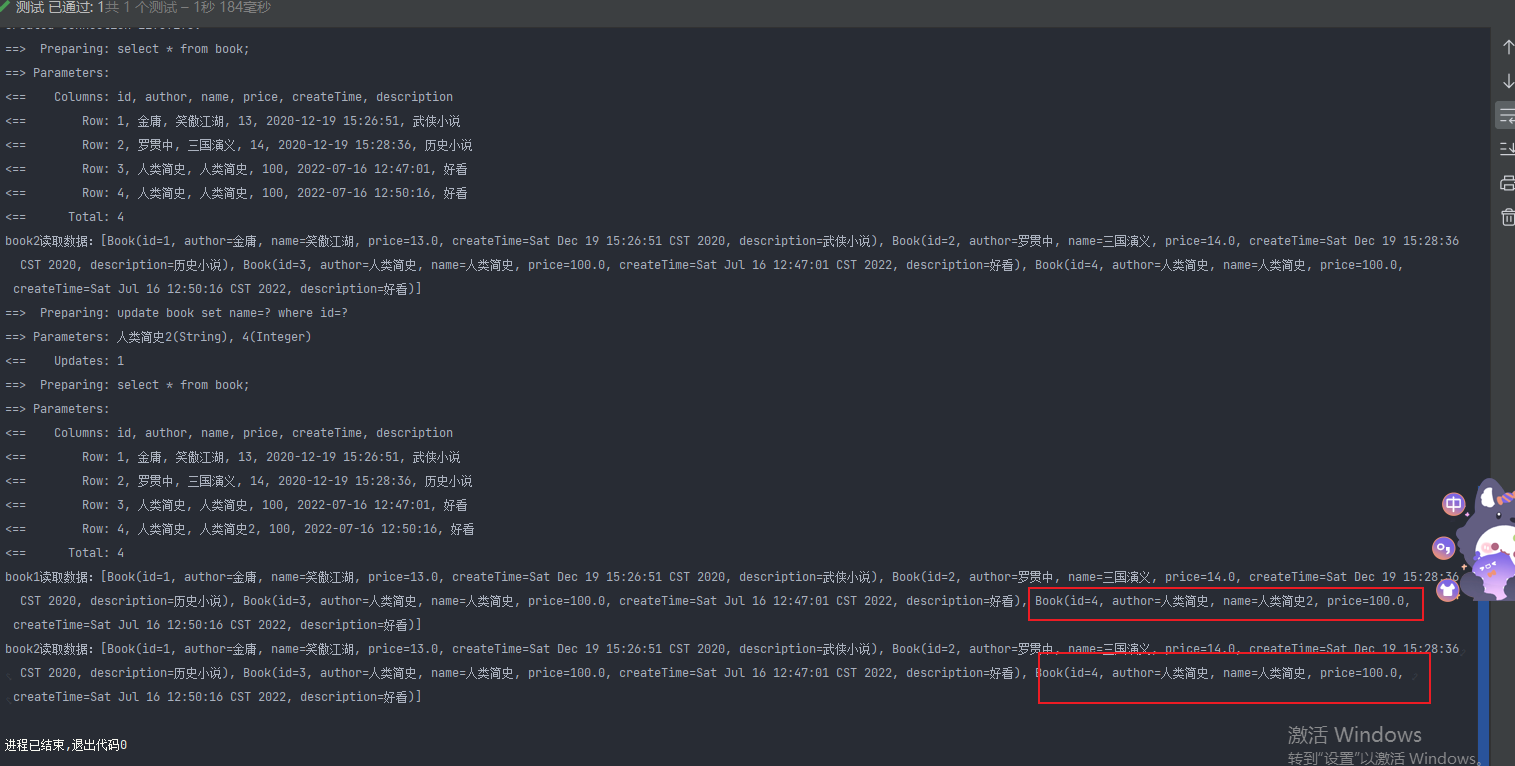 测试 已通过: 1共 1 个测试 – 1秒 184毫秒
==>  Preparing: select * from book;
==> Parameters:
<==    Columns: id, author, name, price, createTime, description
<==        Row: 1, 金庸, 笑傲江湖, 13, 2020-12-19 15:26:51, 武侠小说
<==        Row: 2, 罗贯中, 三国演义, 14, 2020-12-19 15:28:36, 历史小说
<==        Row: 3, 人类简史, 人类简史, 100, 2022-07-16 12:47:01, 好看
<==        Row: 4, 人类简史, 人类简史, 100, 2022-07-16 12:50:16, 好看
<==      Total: 4
book2读取数据: [Book(id=1, author=金庸, name=笑傲江湖, price=13.0, createTime=Sat Dec 19 15:26:51 CST 2020, description=武侠小说), Book(id=2, author=罗贯中, name=三国演义, price=14.0, createTime=Sat Dec 19 15:28:36
CST 2020, description=历史小说), Book(id=3, author=人类简史, name=人类简史, price=100.0, createTime=Sat Jul 16 12:47:01 CST 2022, description=好看), Book(id=4, author=人类简史, name=人类简史, price=100.0,
createTime=Sat Jul 16 12:50:16 CST 2022, description=好看)]
==>  Preparing: update book set name=? where id=?
==> Parameters: 人类简史2(String), 4(Integer)
<==    Updates: 1
==>  Preparing: select * from book;
==> Parameters:
<==    Columns: id, author, name, price, createTime, description
<==        Row: 1, 金庸, 笑傲江湖, 13, 2020-12-19 15:26:51, 武侠小说
<==        Row: 2, 罗贯中, 三国演义, 14, 2020-12-19 15:28:36, 历史小说
<==        Row: 3, 人类简史, 人类简史, 100, 2022-07-16 12:47:01, 好看
<==        Row: 4, 人类简史, 人类简史2, 100, 2022-07-16 12:50:16, 好看
<==      Total: 4
中
book1读取数据: [Book(id=1, author=金庸, name=笑傲江湖, price=13.0, createTime=Sat Dec 19 15:26:51 CST 2020, description=武侠小说), Book(id=2, author=罗贯中, name=三国演义, price=14.0, createTime=Sat Dec 19 15:28:36
CST 2020, description=历史小说), Book(id=3, author=人类简史, name=人类简史, price=100.0, createTime=Sat Jul 16 12:47:01 CST 2022, description=好看), Book(id=4, author=人类简史, name=人类简史2, price=100.0,
createTime=Sat Jul 16 12:50:16 CST 2022, description=好看)]
book2读取数据: [Book(id=1, author=金庸, name=笑傲江湖, price=13.0, createTime=Sat Dec 19 15:26:51 CST 2020, description=武侠小说), Book(id=2, author=罗贯中, name=三国演义, price=14.0, createTime=Sat Dec 19 15:28:36
CST 2020, description=历史小说), Book(id=3, author=人类简史, name=人类简史, price=100.0, createTime=Sat Jul 16 12:47:01 CST 2022, description=好看), Book(id=4, author=人类简史, name=人类简史, price=100.0,
createTime=Sat Jul 16 12:50:16 CST 2022, description=好看)]
进程已结束,退出代码0
激活 Windows
转到"设置"以激活 Windows。